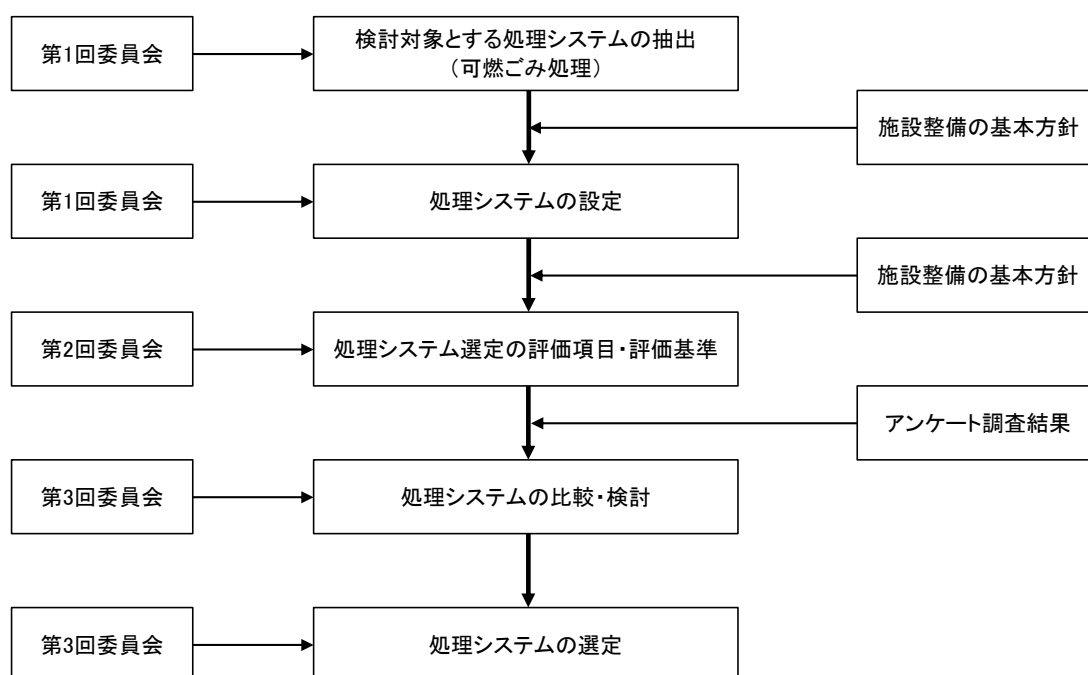 第1回委員会
検討対象とする処理システムの抽出
（可燃ごみ処理）
施設整備の基本方針
第1回委員会
処理システムの設定
施設整備の基本方針
第2回委員会
処理システム選定の評価項目・評価基準
アンケート調査結果
第3回委員会
処理システムの比較・検討
第3回委員会
処理システムの選定